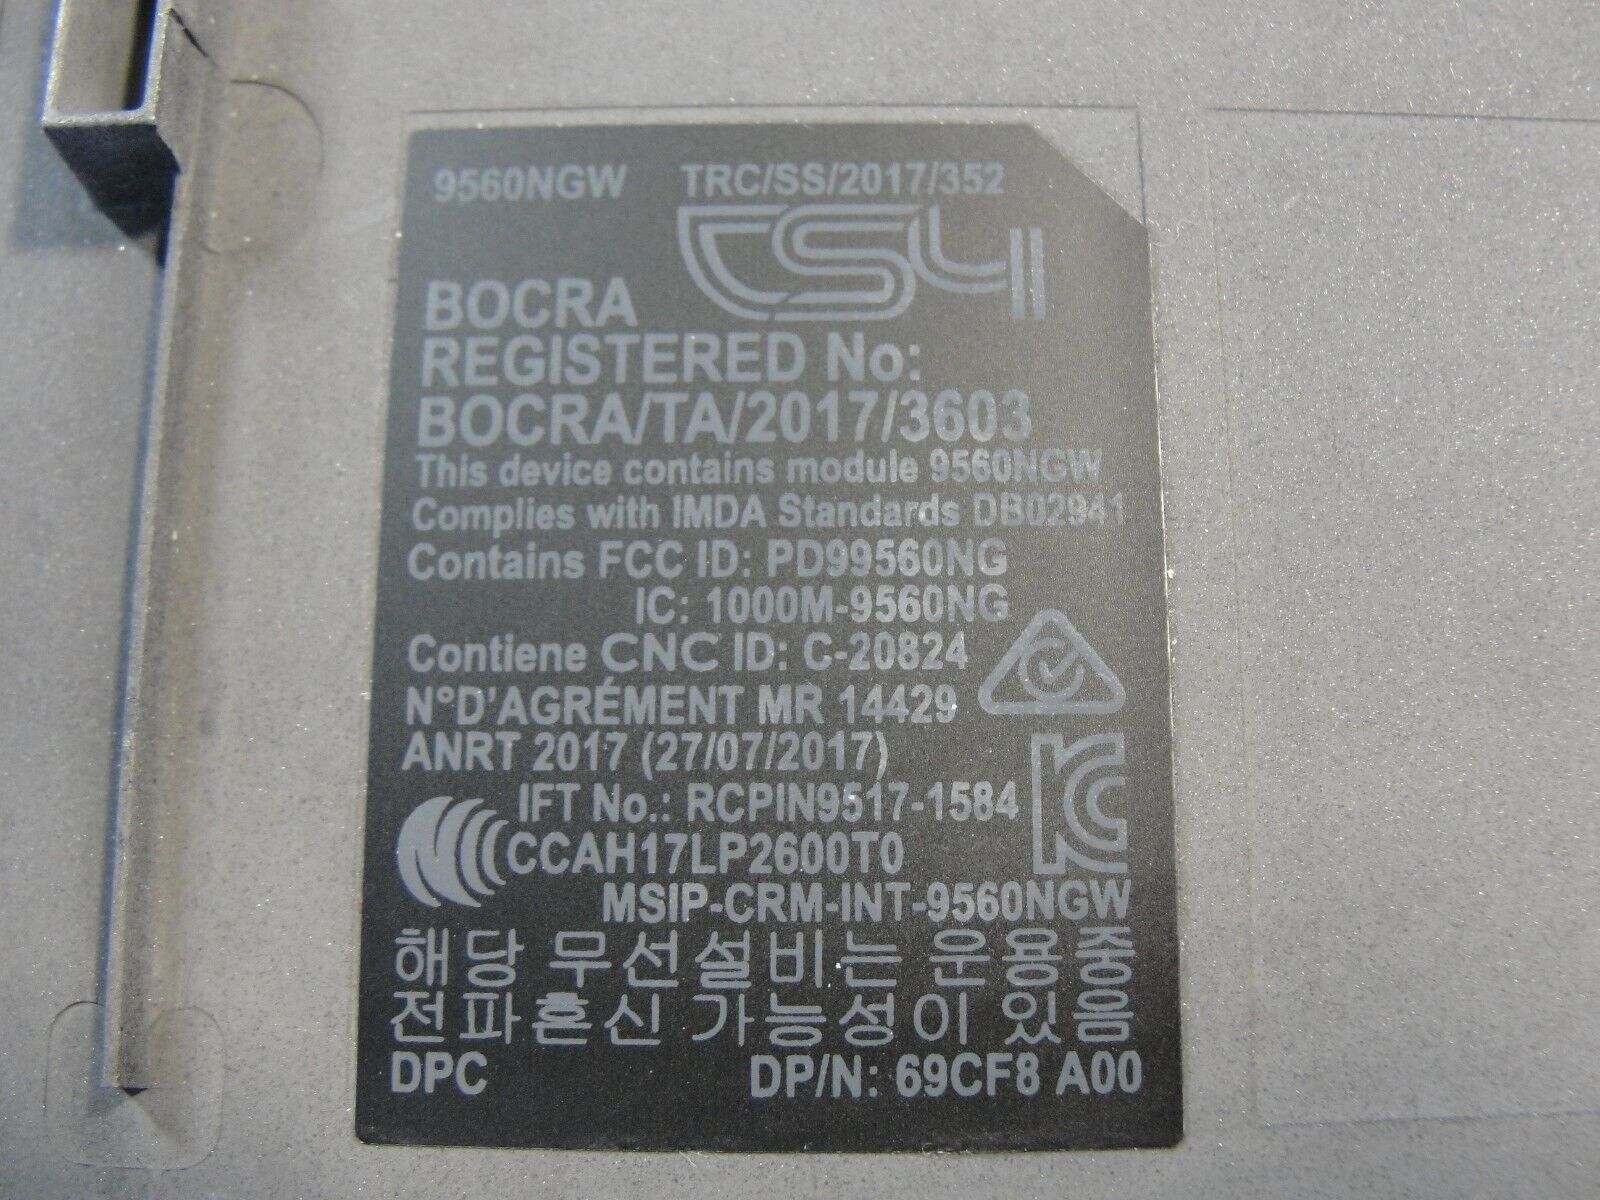 9560NGW TRC/SS/2017/352
BOCRA
REGISTERED No:
BOCRA/TA/2017/3603
This device contains module 9560NGW
Complies with IMDA Standards DB02941
Contains FCC ID: PD99560NG
IC: 1000M-9560NG
Contiene CNC ID: C-20824
N°D'AGRÉMENT MR 14429
ANRT 2017 (27/07/2017)
IFT No.: RCPIN9517-1584
CCAH17LP2600T0
MSIP-CRM-INT-9560NGW
해당 무선설비는 운용중
전파혼신 가능성이 있음
DPC DP/N: 69CF8 A00